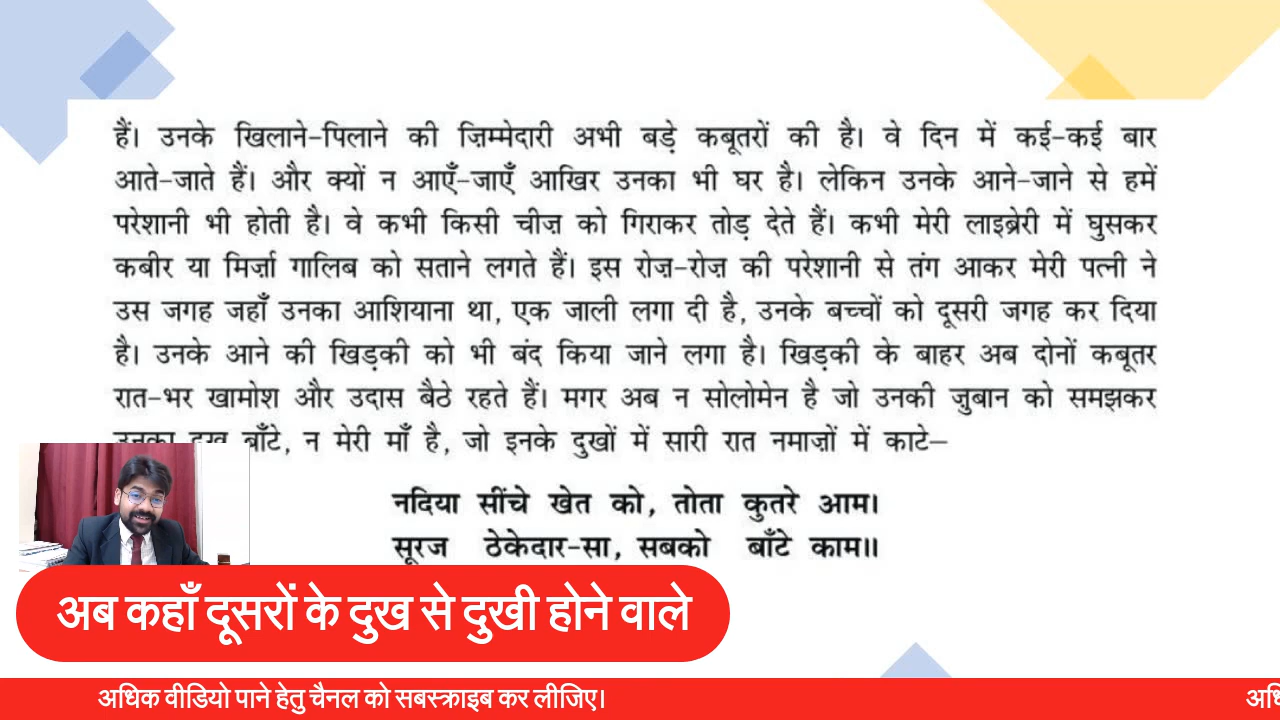 हैं। उनके खिलाने-पिलाने की ज़िम्मेदारी अभी बड़े कबूतरों की है। वे दिन में कई-कई बार
आते-जाते हैं। और क्यों न आएँ-जाएँ आखिर उनका भी घर है। लेकिन उनके आने-जाने से हमें
परेशानी भी होती है। वे कभी किसी चीज़ को गिराकर तोड़ देते हैं। कभी मेरी लाइब्रेरी में घुसकर
कबीर या मिर्ज़ा गालिब को सताने लगते हैं। इस रोज़-रोज़ की परेशानी से तंग आकर मेरी पत्नी ने
उस जगह जहाँ उनका आशियाना था, एक जाली लगा दी है, उनके बच्चों को दूसरी जगह कर दिया
है। उनके आने की खिड़की को भी बंद किया जाने लगा है। खिड़की के बाहर अब दोनों कबूतर
रात-भर खामोश और उदास बैठे रहते हैं। मगर अब न सोलोमेन है जो उनकी ज़ुबान को समझकर
उनका दुख बाँटे, न मेरी माँ है, जो इनके दुखों में सारी रात नमाज़ों में काटे—
नदिया सींचे खेत को, तोता कुतरे आम।
सूरज ठेकेदार-सा, सबको बाँटे काम॥
अब कहाँ दूसरों के दुख से दुखी होने वाले
अधिक वीडियो पाने हेतु चैनल को सबस्क्राइब कर लीजिए।